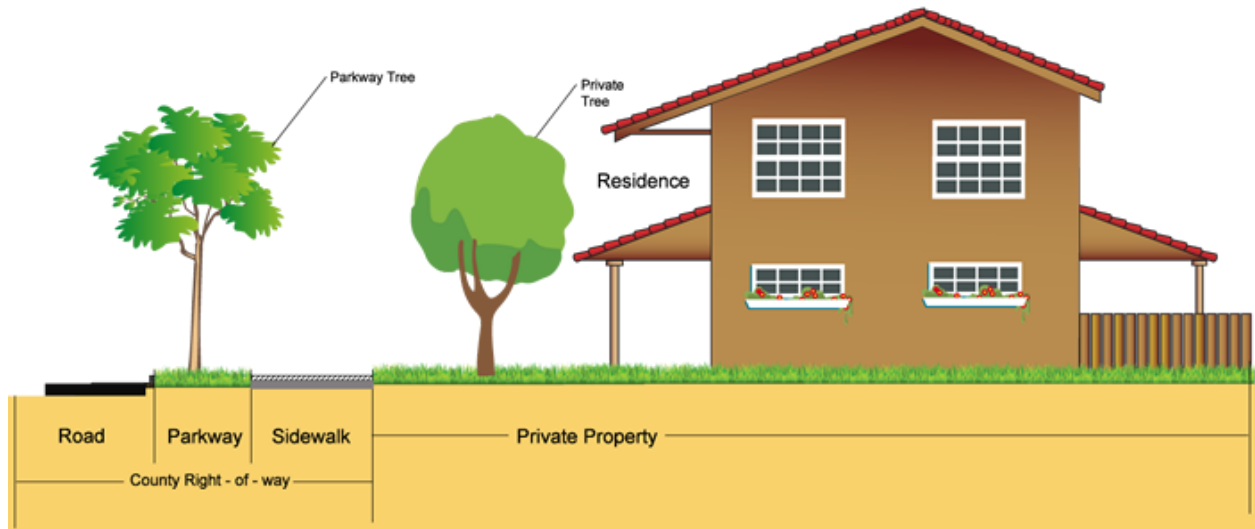 Parkway Tree
Private
Tree
Residence
Road
Parkway
Sidewalk
Private Property
County Right - of - way